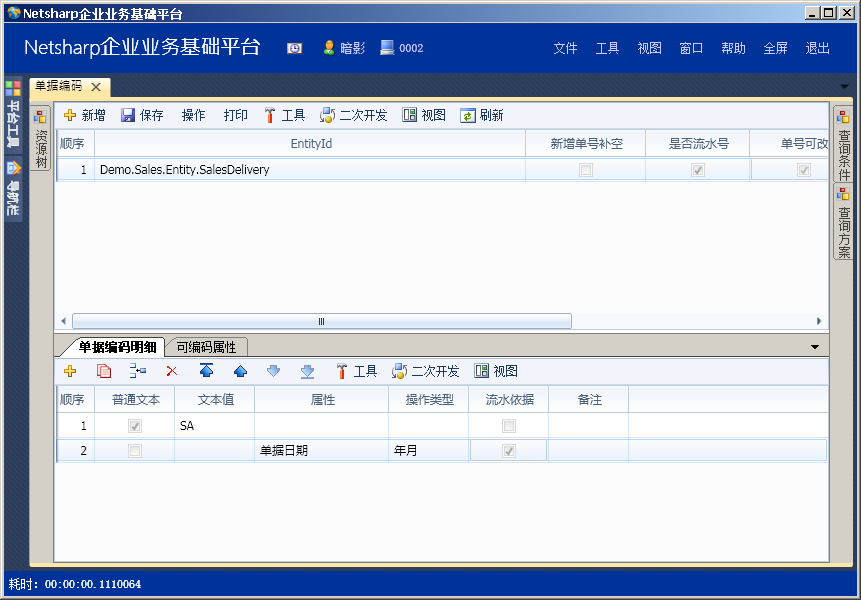 Netsharp企业业务基础平台
Netsharp企业业务基础平台 暗影 0002 文件 工具 视图 窗口 帮助 全屏 退出
平台工具
导航栏
单据编码
资源树
新增 保存 操作 打印 工具 二次开发 视图 刷新
顺序 EntityId 新增单号补空 是否流水号 单号可改
1 Demo.Sales.Entity.SalesDelivery
查询条件
查询方案
单据编码明细 可编码属性
工具 二次开发 视图
顺序 普通文本 文本值 属性 操作类型 流水依据 备注
1 SA
2 单据日期 年月
耗时：00:00:00.1110064